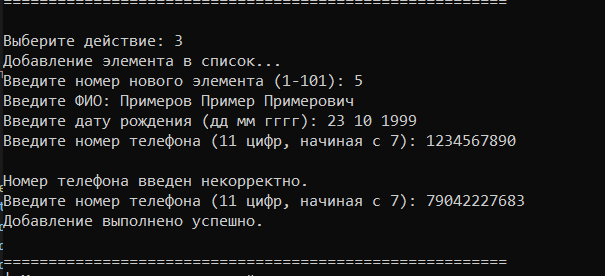 ========================================================
Выберите действие: 3
Добавление элемента в список...
Введите номер нового элемента (1-101): 5
Введите ФИО: Примеров Пример Примерович
Введите дату рождения (дд мм гггг): 23 10 1999
Введите номер телефона (11 цифр, начиная с 7): 1234567890
Номер телефона введен некорректно.
Введите номер телефона (11 цифр, начиная с 7): 79042227683
Добавление выполнено успешно.
========================================================